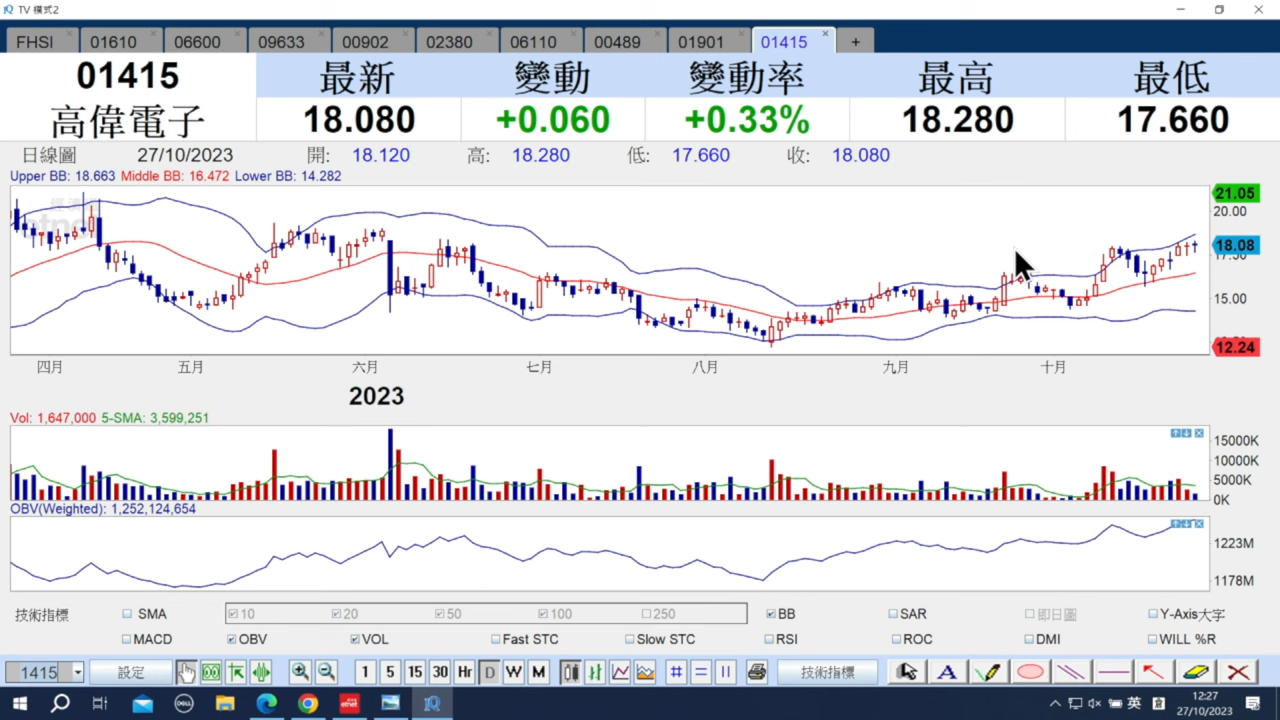 TV 模式2
FHSI 01610 06600 09633 00902 02380 06110 00489 01901 01415 +
01415 最新 變動 變動率 最高 最低
高偉電子 18.080 +0.060 +0.33% 18.280 17.660
日線圖 27/10/2023 開: 18.120 高: 18.280 低: 17.660 收: 18.080
Upper BB: 18.663 Middle BB: 16.472 Lower BB: 14.282
21.05
20.00
18.08
15.00
12.24
四月 五月 六月 七月 八月 九月 十月
2023
Vol: 1,647,000 5-SMA: 3,599,251
15000K
10000K
5000K
0K
OBV(Weighted): 1,252,124,654
1223M
1178M
技術指標 SMA 10 20 50 100 250 BB SAR 即日圖 Y-Axis大字
MACD OBV VOL Fast STC Slow STC RSI ROC DMI WILL %R
1415 設定 1 5 15 30 Hr D W M 技術指標 A
DELL etnet IQ 英 12:27
27/10/2023